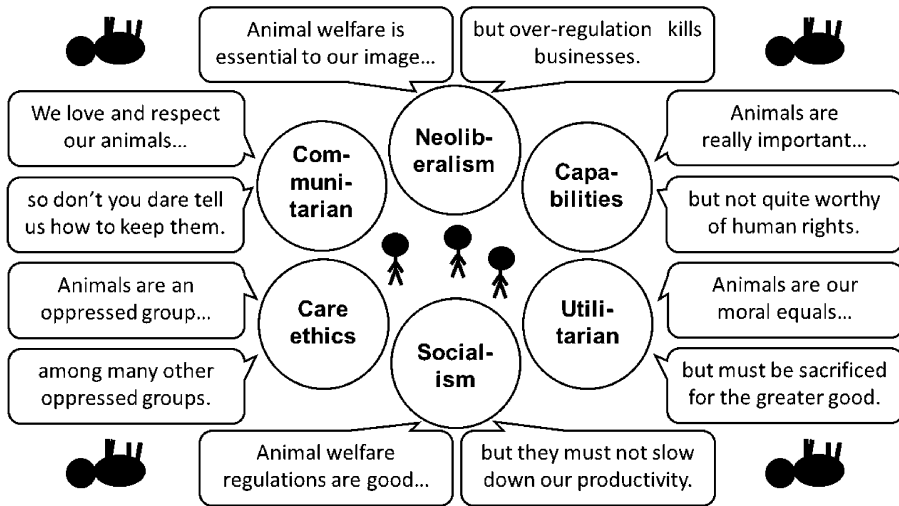 Animal welfare is
essential to our image…
but over-regulation kills
businesses.
We love and respect
our animals…
so don't you dare tell
us how to keep them.
Animals are an
oppressed group…
among many other
oppressed groups.
Com-
muni-
tarian
Neolib-
eralism
Capa-
bilities
Care
ethics
Social-
ism
Utili-
tarian
Animals are
really important…
but not quite worthy
of human rights.
Animals are our
moral equals…
but must be sacrificed
for the greater good.
Animal welfare
regulations are good…
but they must not slow
down our productivity.